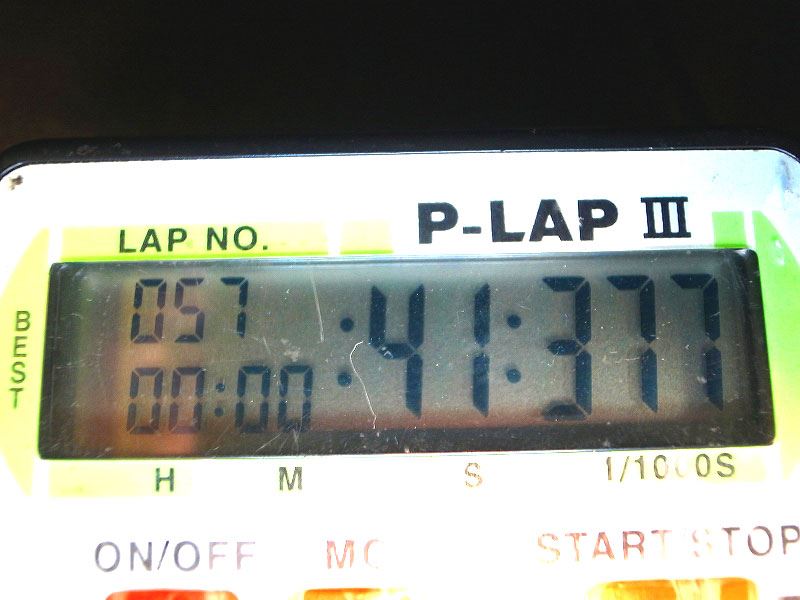 P-LAP III
LAP NO.
BEST
057
00:00:41:377
H M S 1/1000S
ON/OFF START STOP